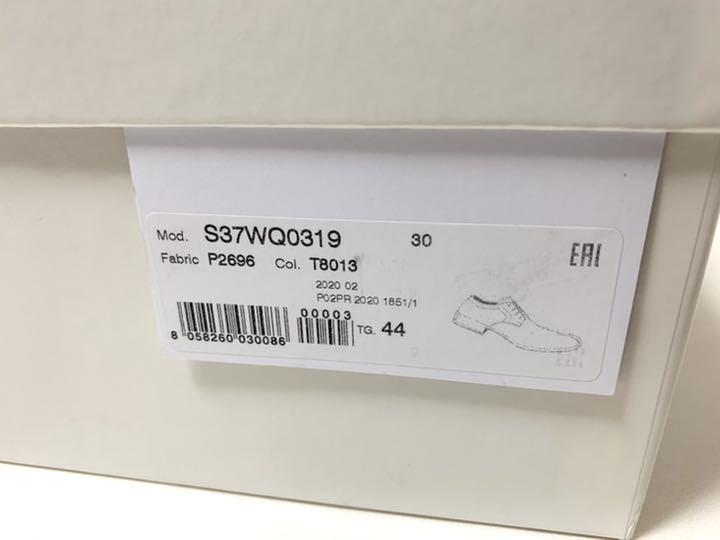 Mod. S37WQ0319 30
Fabric P2696 Col. T8013
2020 02
P02PR 2020 1851/1
00003
TG. 44
8 058260 030086
EAC